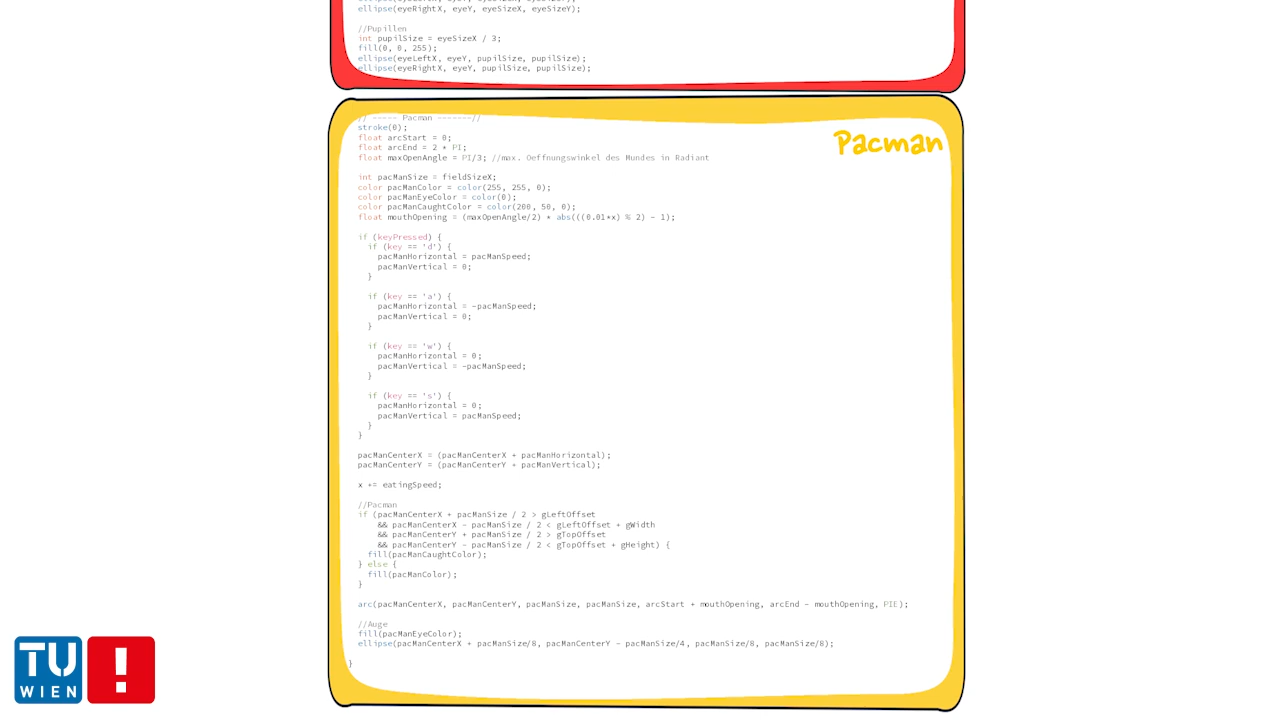 ellipse(eyeRightX, eyeY, eyeSizeX, eyeSizeY);
//Pupillen
int pupilSize = eyeSizeX / 3;
fill(0, 0, 255);
ellipse(eyeLeftX, eyeY, pupilSize, pupilSize);
ellipse(eyeRightX, eyeY, pupilSize, pupilSize);
Pacman
// ----- Pacman -------//
stroke(0);
float arcStart = 0;
float arcEnd = 2 * PI;
float maxOpenAngle = PI/3; //max. Oeffnungswinkel des Mundes in Radiant
int pacManSize = fieldSizeX;
color pacManColor = color(255, 255, 0);
color pacManEyeColor = color(0);
color pacManCaughtColor = color(200, 50, 0);
float mouthOpening = (maxOpenAngle/2) * abs(((0.01*x) % 2) - 1);
if (keyPressed) {
if (key == 'd') {
pacManHorizontal = pacManSpeed;
pacManVertical = 0;
}
if (key == 'a') {
pacManHorizontal = -pacManSpeed;
pacManVertical = 0;
}
if (key == 'w') {
pacManHorizontal = 0;
pacManVertical = -pacManSpeed;
}
if (key == 's') {
pacManHorizontal = 0;
pacManVertical = pacManSpeed;
}
}
pacManCenterX = (pacManCenterX + pacManHorizontal);
pacManCenterY = (pacManCenterY + pacManVertical);
x += eatingSpeed;
//Pacman
if (pacManCenterX + pacManSize / 2 > gLeftOffset
&& pacManCenterX - pacManSize / 2 < gLeftOffset + gWidth
&& pacManCenterY + pacManSize / 2 > gTopOffset
&& pacManCenterY - pacManSize / 2 < gTopOffset + gHeight) {
fill(pacManCaughtColor);
} else {
fill(pacManColor);
}
arc(pacManCenterX, pacManCenterY, pacManSize, pacManSize, arcStart + mouthOpening, arcEnd - mouthOpening, PIE);
//Auge
fill(pacManEyeColor);
ellipse(pacManCenterX + pacManSize/8, pacManCenterY - pacManSize/4, pacManSize/8, pacManSize/8);
}
TU
WIEN
!